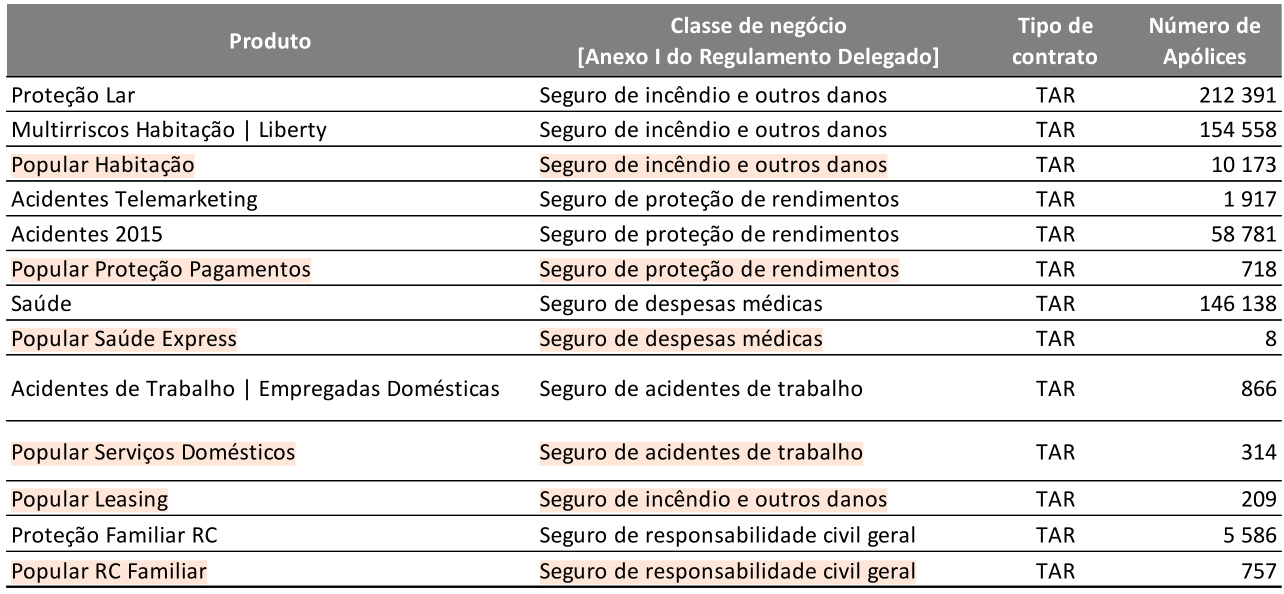 Produto Classe de negócio [Anexo I do Regulamento Delegado] Tipo de contrato Número de Apólices
Proteção Lar Seguro de incêndio e outros danos TAR 212 391
Multirriscos Habitação | Liberty Seguro de incêndio e outros danos TAR 154 558
Popular Habitação Seguro de incêndio e outros danos TAR 10 173
Acidentes Telemarketing Seguro de proteção de rendimentos TAR 1 917
Acidentes 2015 Seguro de proteção de rendimentos TAR 58 781
Popular Proteção Pagamentos Seguro de proteção de rendimentos TAR 718
Saúde Seguro de despesas médicas TAR 146 138
Popular Saúde Express Seguro de despesas médicas TAR 8
Acidentes de Trabalho | Empregadas Domésticas Seguro de acidentes de trabalho TAR 866
Popular Serviços Domésticos Seguro de acidentes de trabalho TAR 314
Popular Leasing Seguro de incêndio e outros danos TAR 209
Proteção Familiar RC Seguro de responsabilidade civil geral TAR 5 586
Popular RC Familiar Seguro de responsabilidade civil geral TAR 757